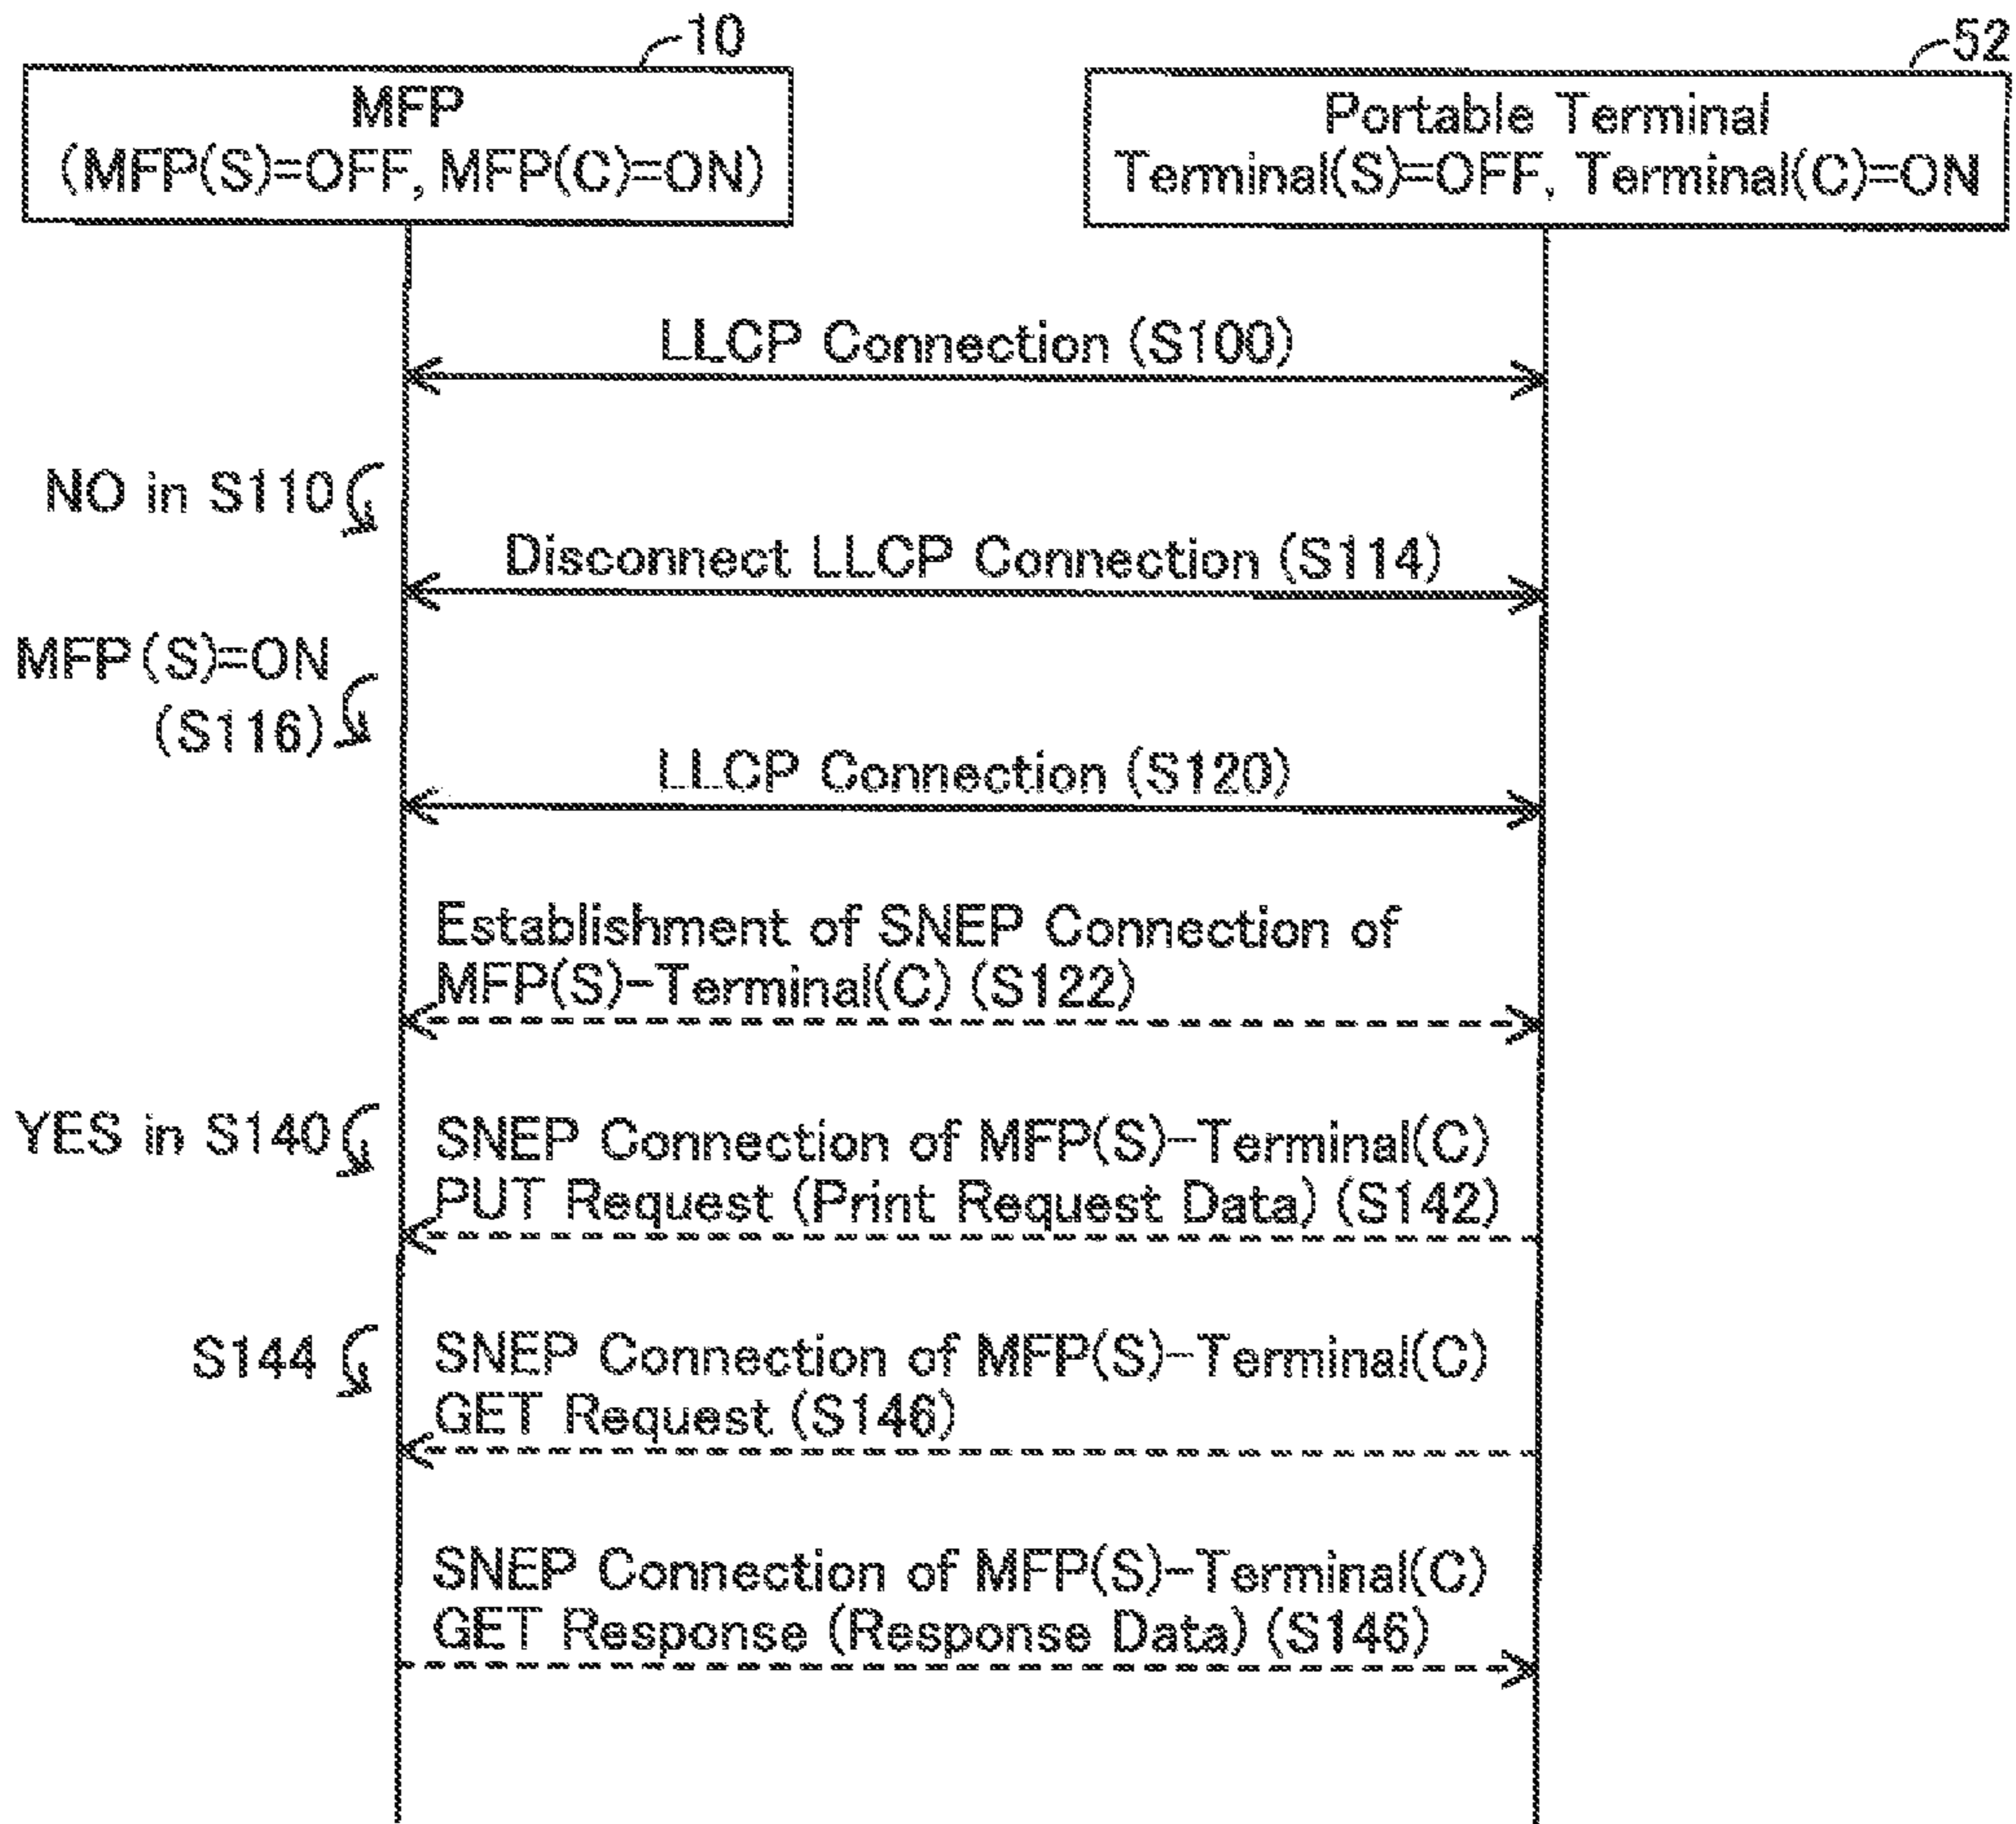 10
52
MFP
(MFP(S)=OFF, MFP(C)=ON)
Portable Terminal
Terminal(S)=OFF, Terminal(C)=ON
LLCP Connection (S100)
NO in S110
Disconnect LLCP Connection (S114)
MFP(S)=ON
(S116)
LLCP Connection (S120)
Establishment of SNEP Connection of
MFP(S)-Terminal(C) (S122)
YES in S140
SNEP Connection of MFP(S)-Terminal(C)
PUT Request (Print Request Data) (S142)
S144
SNEP Connection of MFP(S)-Terminal(C)
GET Request (S146)
SNEP Connection of MFP(S)-Terminal(C)
GET Response (Response Data) (S146)